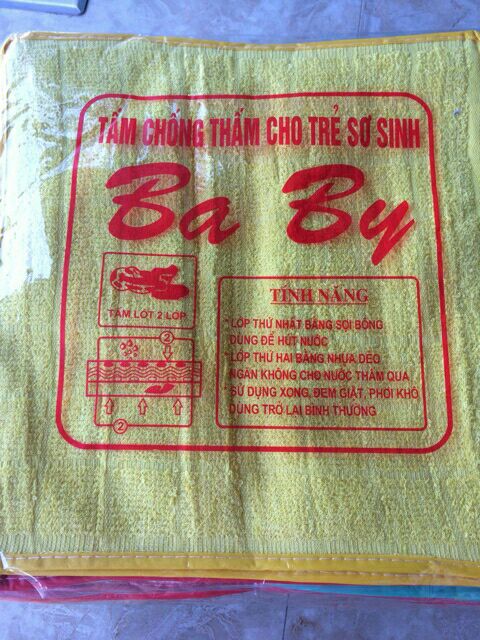 TẤM CHỐNG THẤM CHO TRẺ SƠ SINH
Ba By
TẤM LÓT 2 LỚP
2
2
TÍNH NĂNG
* LỚP THỨ NHẤT BẰNG SỢI BÔNG
DÙNG ĐỂ HÚT NƯỚC
* LỚP THỨ HAI BẰNG NHỰA DẺO
NGĂN KHÔNG CHO NƯỚC THẤM QUA
* SỬ DỤNG XONG, ĐEM GIẶT, PHƠI KHÔ
DÙNG TRỞ LẠI BÌNH THƯỜNG